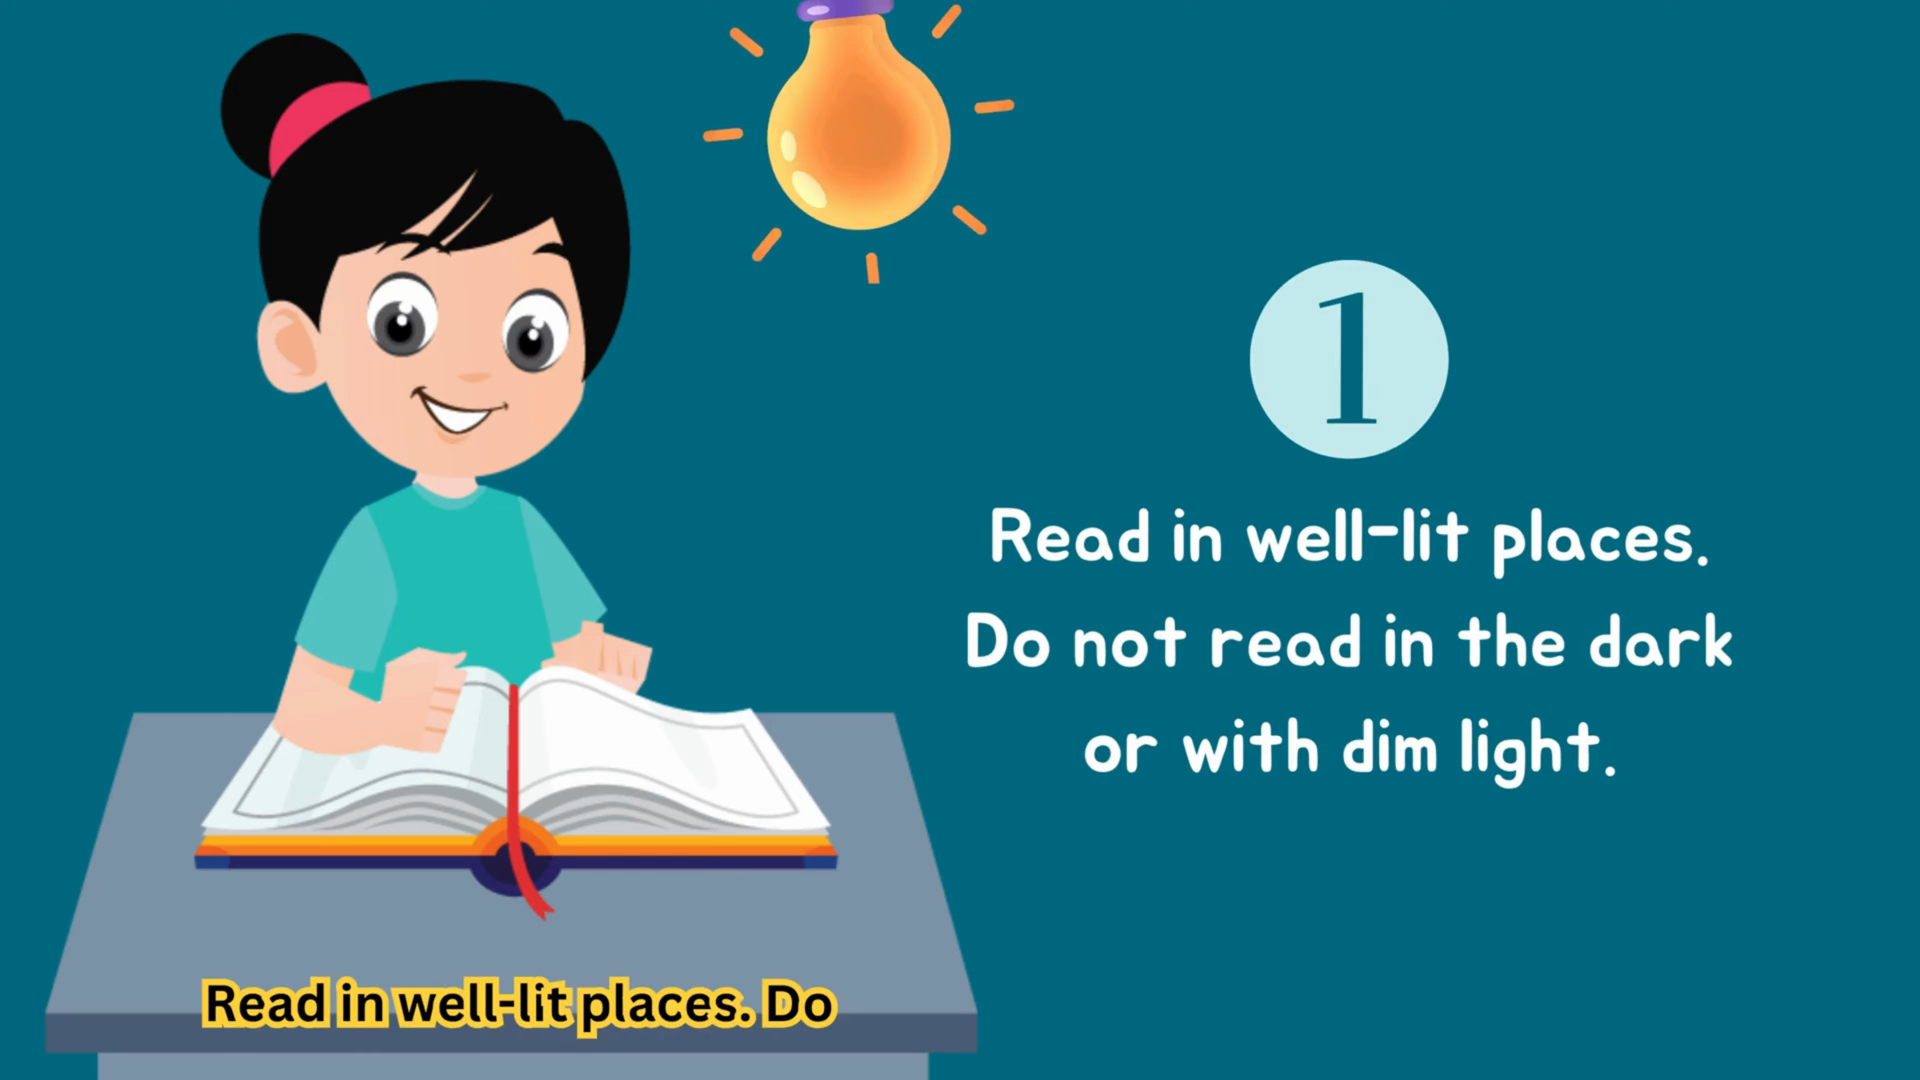 1
Read in well-lit places.
Do not read in the dark
or with dim light.
Read in well-lit places. Do